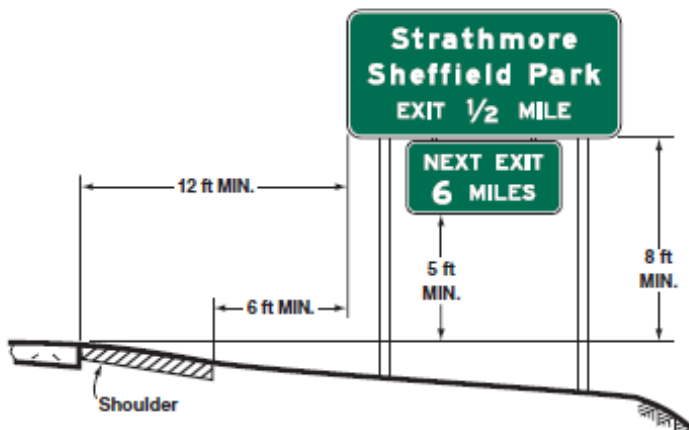 Strathmore
Sheffield Park
EXIT 1/2 MILE
NEXT EXIT
6 MILES
12 ft MIN.
8 ft
MIN.
5 ft
MIN.
6 ft MIN.
Shoulder